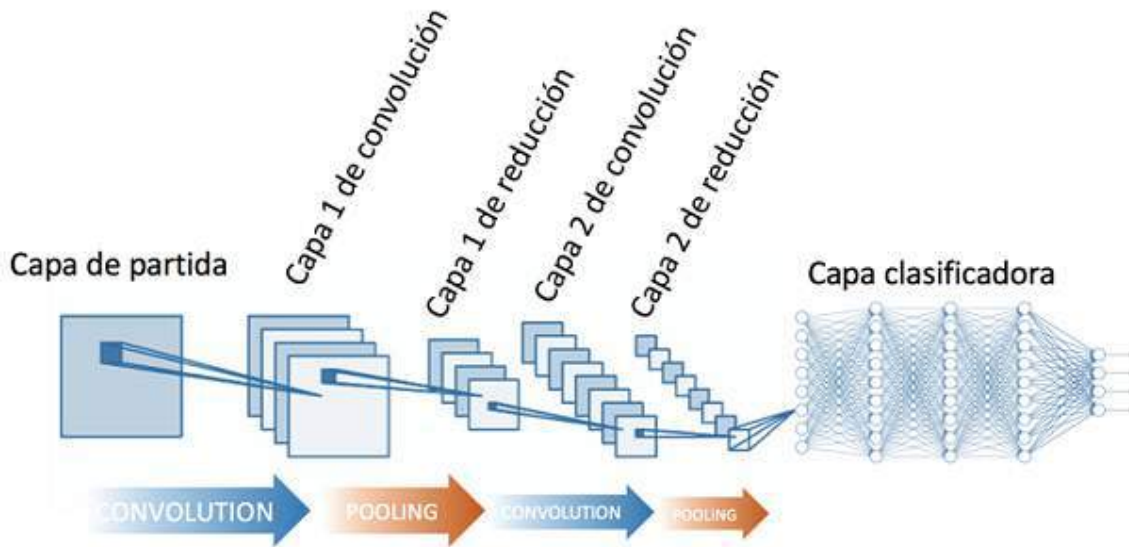 Capa de partida
Capa 1 de convolución
Capa 1 de reducción
Capa 2 de convolución
Capa 2 de reducción
Capa clasificadora
CONVOLUTION
POOLING
CONVOLUTION
POOLING